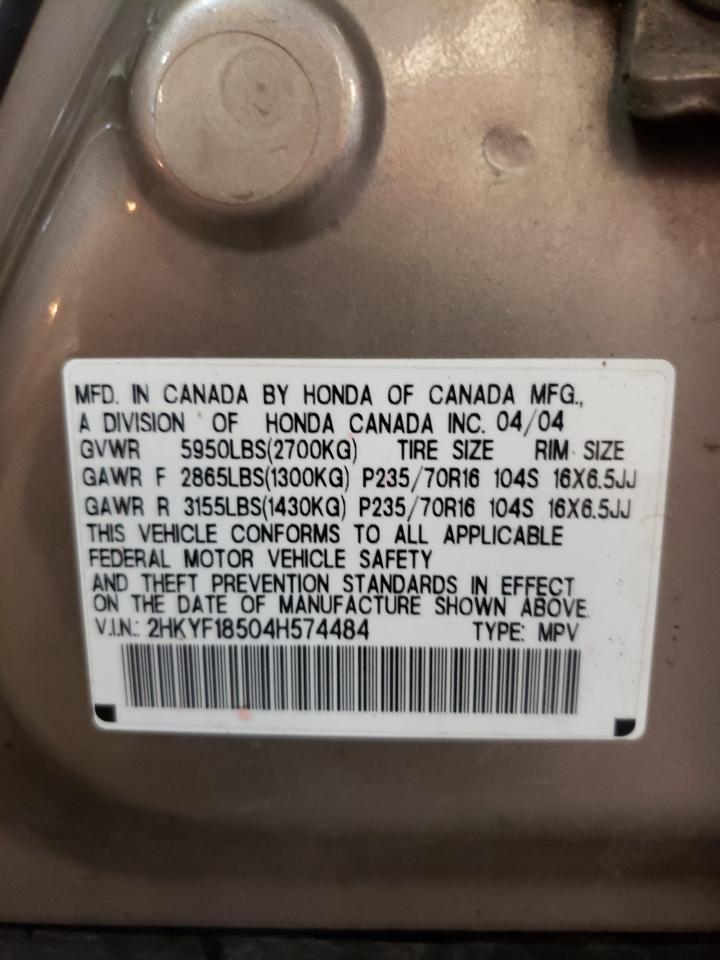 MFD. IN CANADA BY HONDA OF CANADA MFG.,
A DIVISION OF HONDA CANADA INC. 04/04
GVWR 5950LBS(2700KG) TIRE SIZE RIM SIZE
GAWR F 2865LBS(1300KG) P235/70R16 104S 16X6.5JJ
GAWR R 3155LBS(1430KG) P235/70R16 104S 16X6.5JJ
THIS VEHICLE CONFORMS TO ALL APPLICABLE
FEDERAL MOTOR VEHICLE SAFETY
AND THEFT PREVENTION STANDARDS IN EFFECT
ON THE DATE OF MANUFACTURE SHOWN ABOVE.
V.I.N.: 2HKYF18504H574484 TYPE: MPV